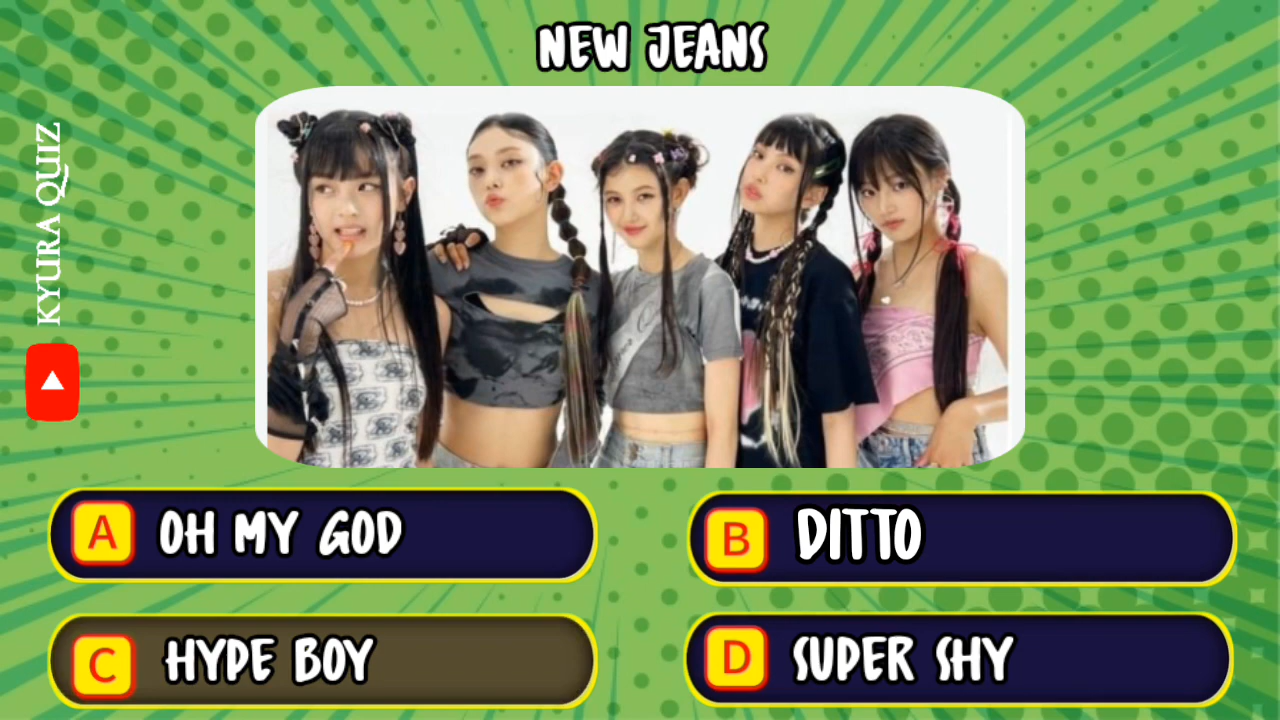 NEW JEANS
KYURA QUIZ
A OH MY GOD
B DITTO
C HYPE BOY
D SUPER SHY